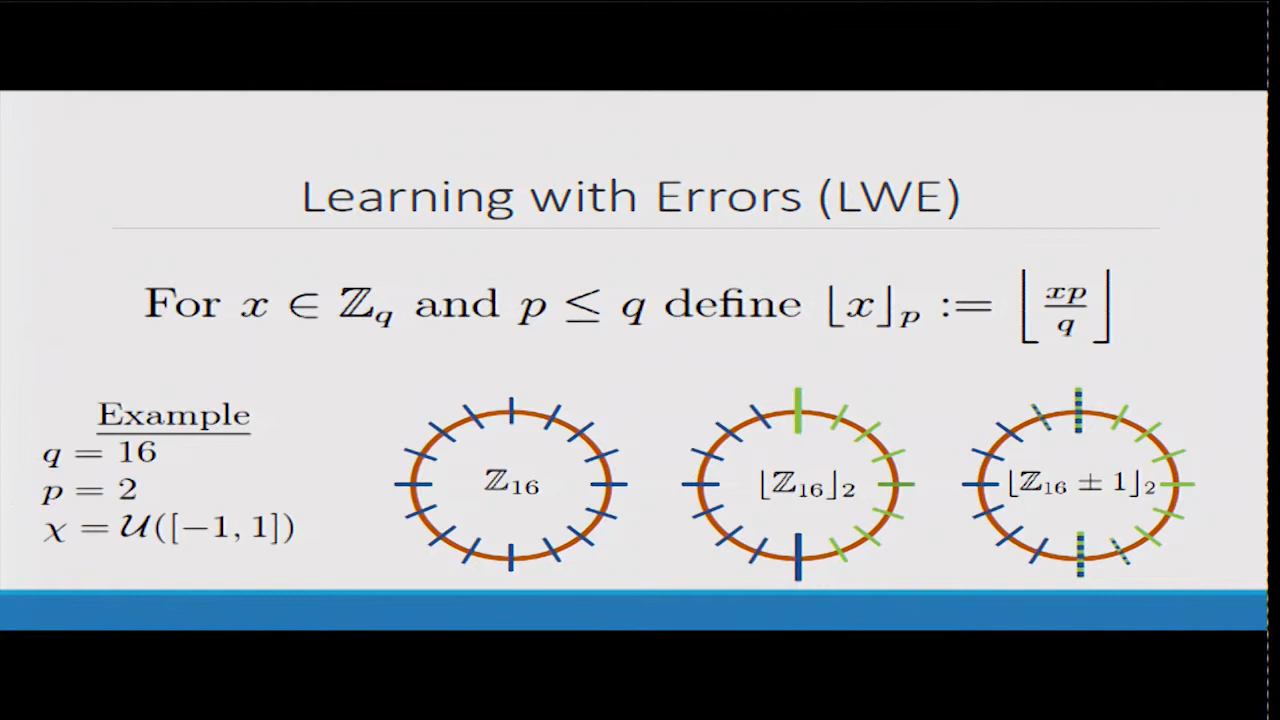 Learning with Errors (LWE)
For x ∈ ℤ_q and p ≤ q define ⌊x⌋_p := ⌊xp/q⌋
Example
q = 16
p = 2
χ = 𝒰([−1, 1])
ℤ₁₆
⌊ℤ₁₆⌋₂
⌊ℤ₁₆ ± 1⌋₂